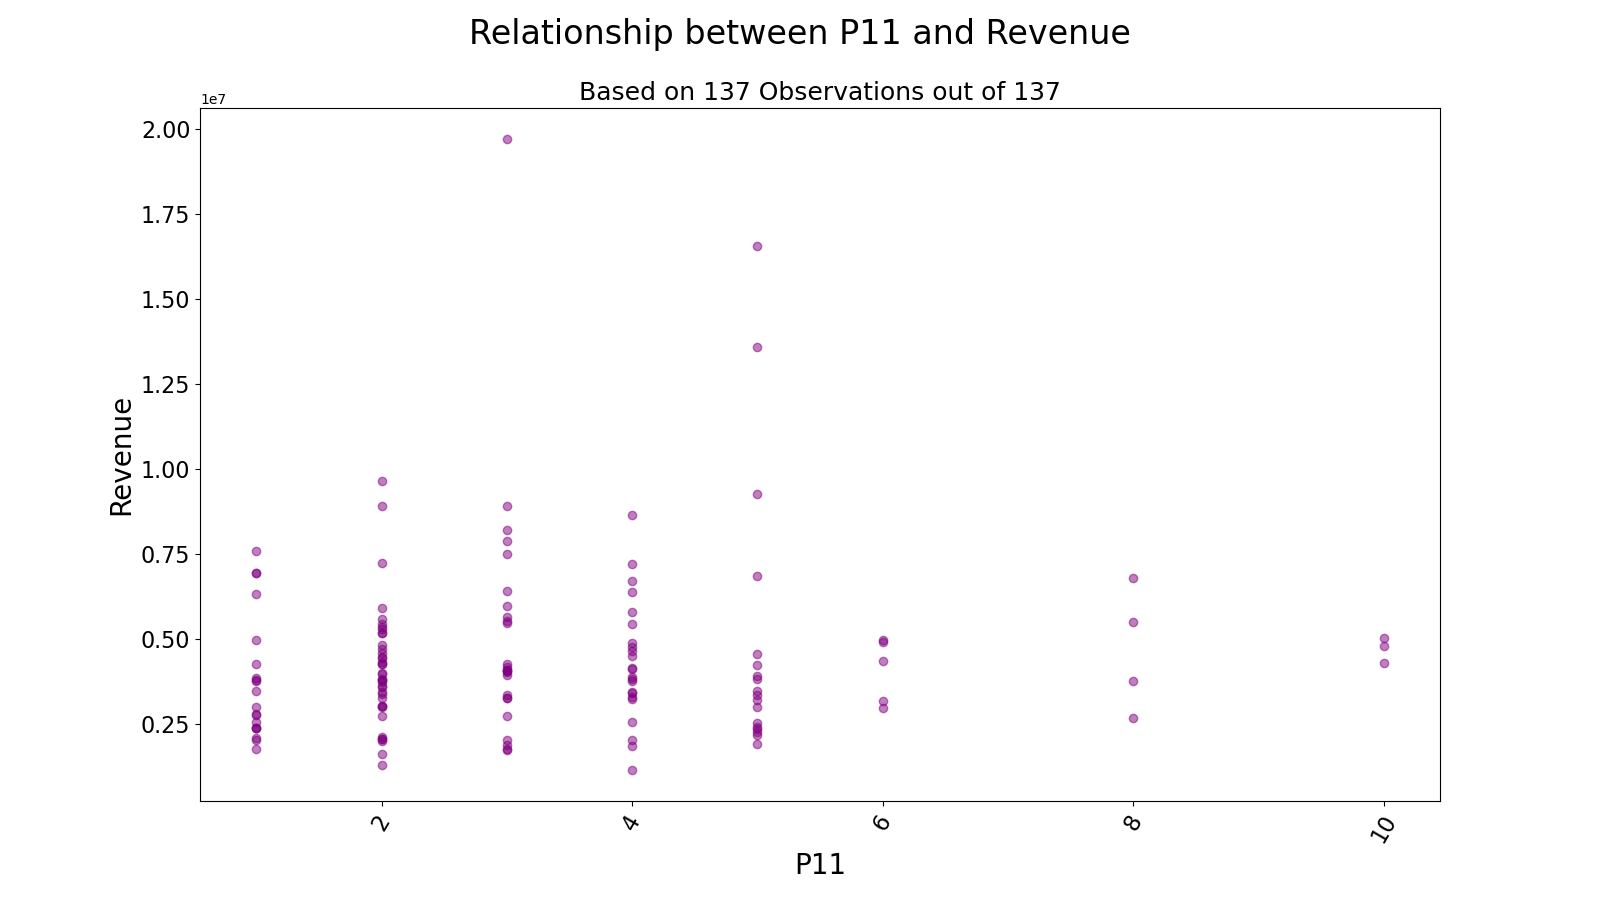 Relationship between P11 and Revenue
Based on 137 Observations out of 137
1e7
2.00
1.75
1.50
1.25
1.00
0.75
0.50
0.25
Revenue
2
4
6
8
10
P11